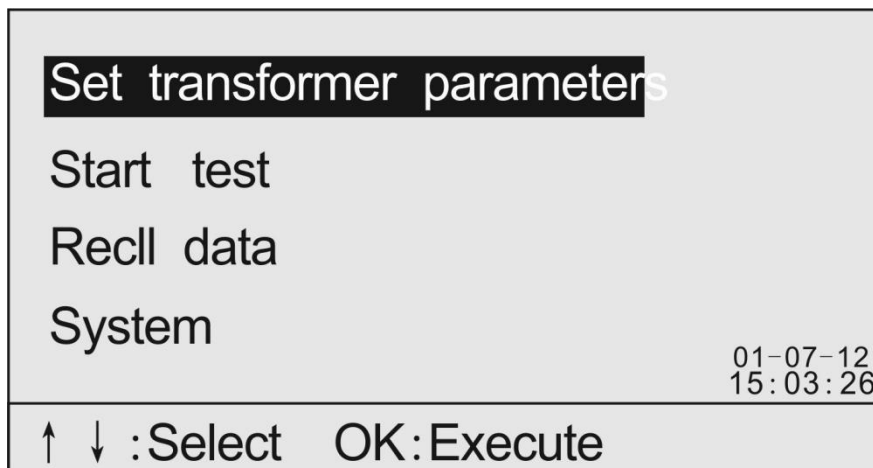 Set transformer parameters
Start test
Recll data
System
01-07-12
15:03:26
↑ ↓ :Select OK:Execute